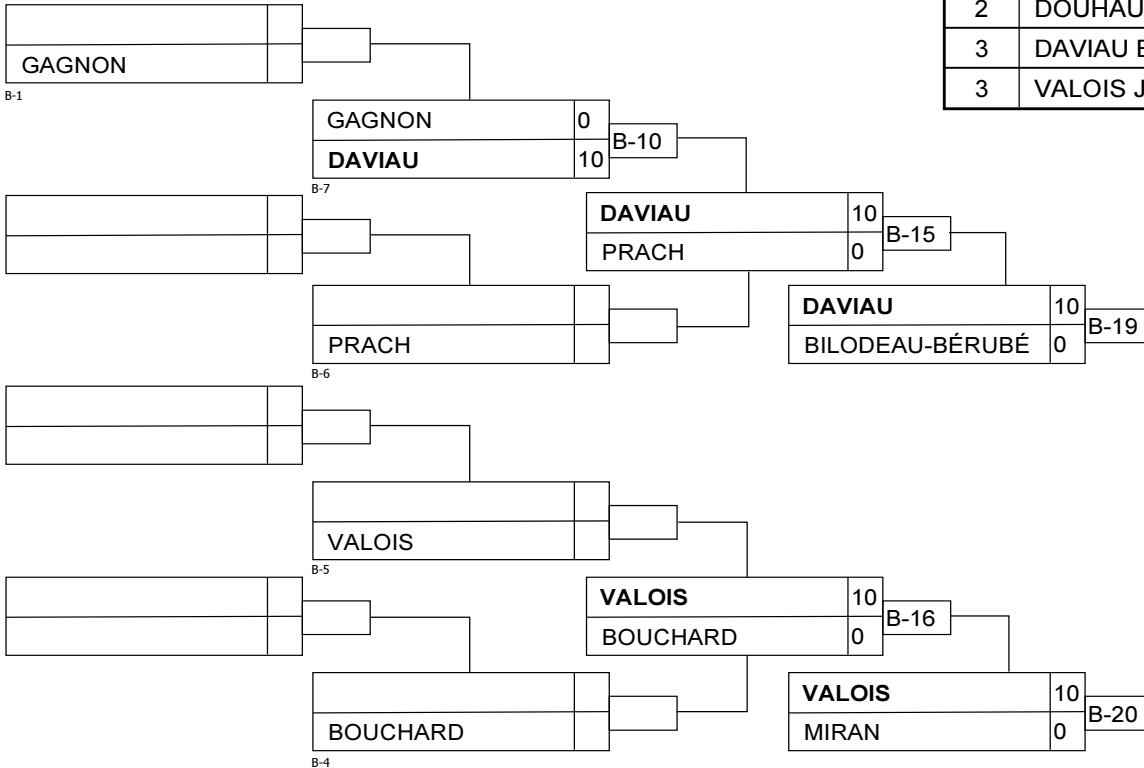 2 DOUHAU
3 DAVIAU
3 VALOIS J
GAGNON
B-1
GAGNON 0
B-10
DAVIAU 10
B-7
DAVIAU 10
B-15
PRACH 0
PRACH
B-6
DAVIAU 10
B-19
BILODEAU-BÉRUBÉ 0
VALOIS
B-5
VALOIS 10
B-16
BOUCHARD 0
BOUCHARD
B-4
VALOIS 10
B-20
MIRAN 0